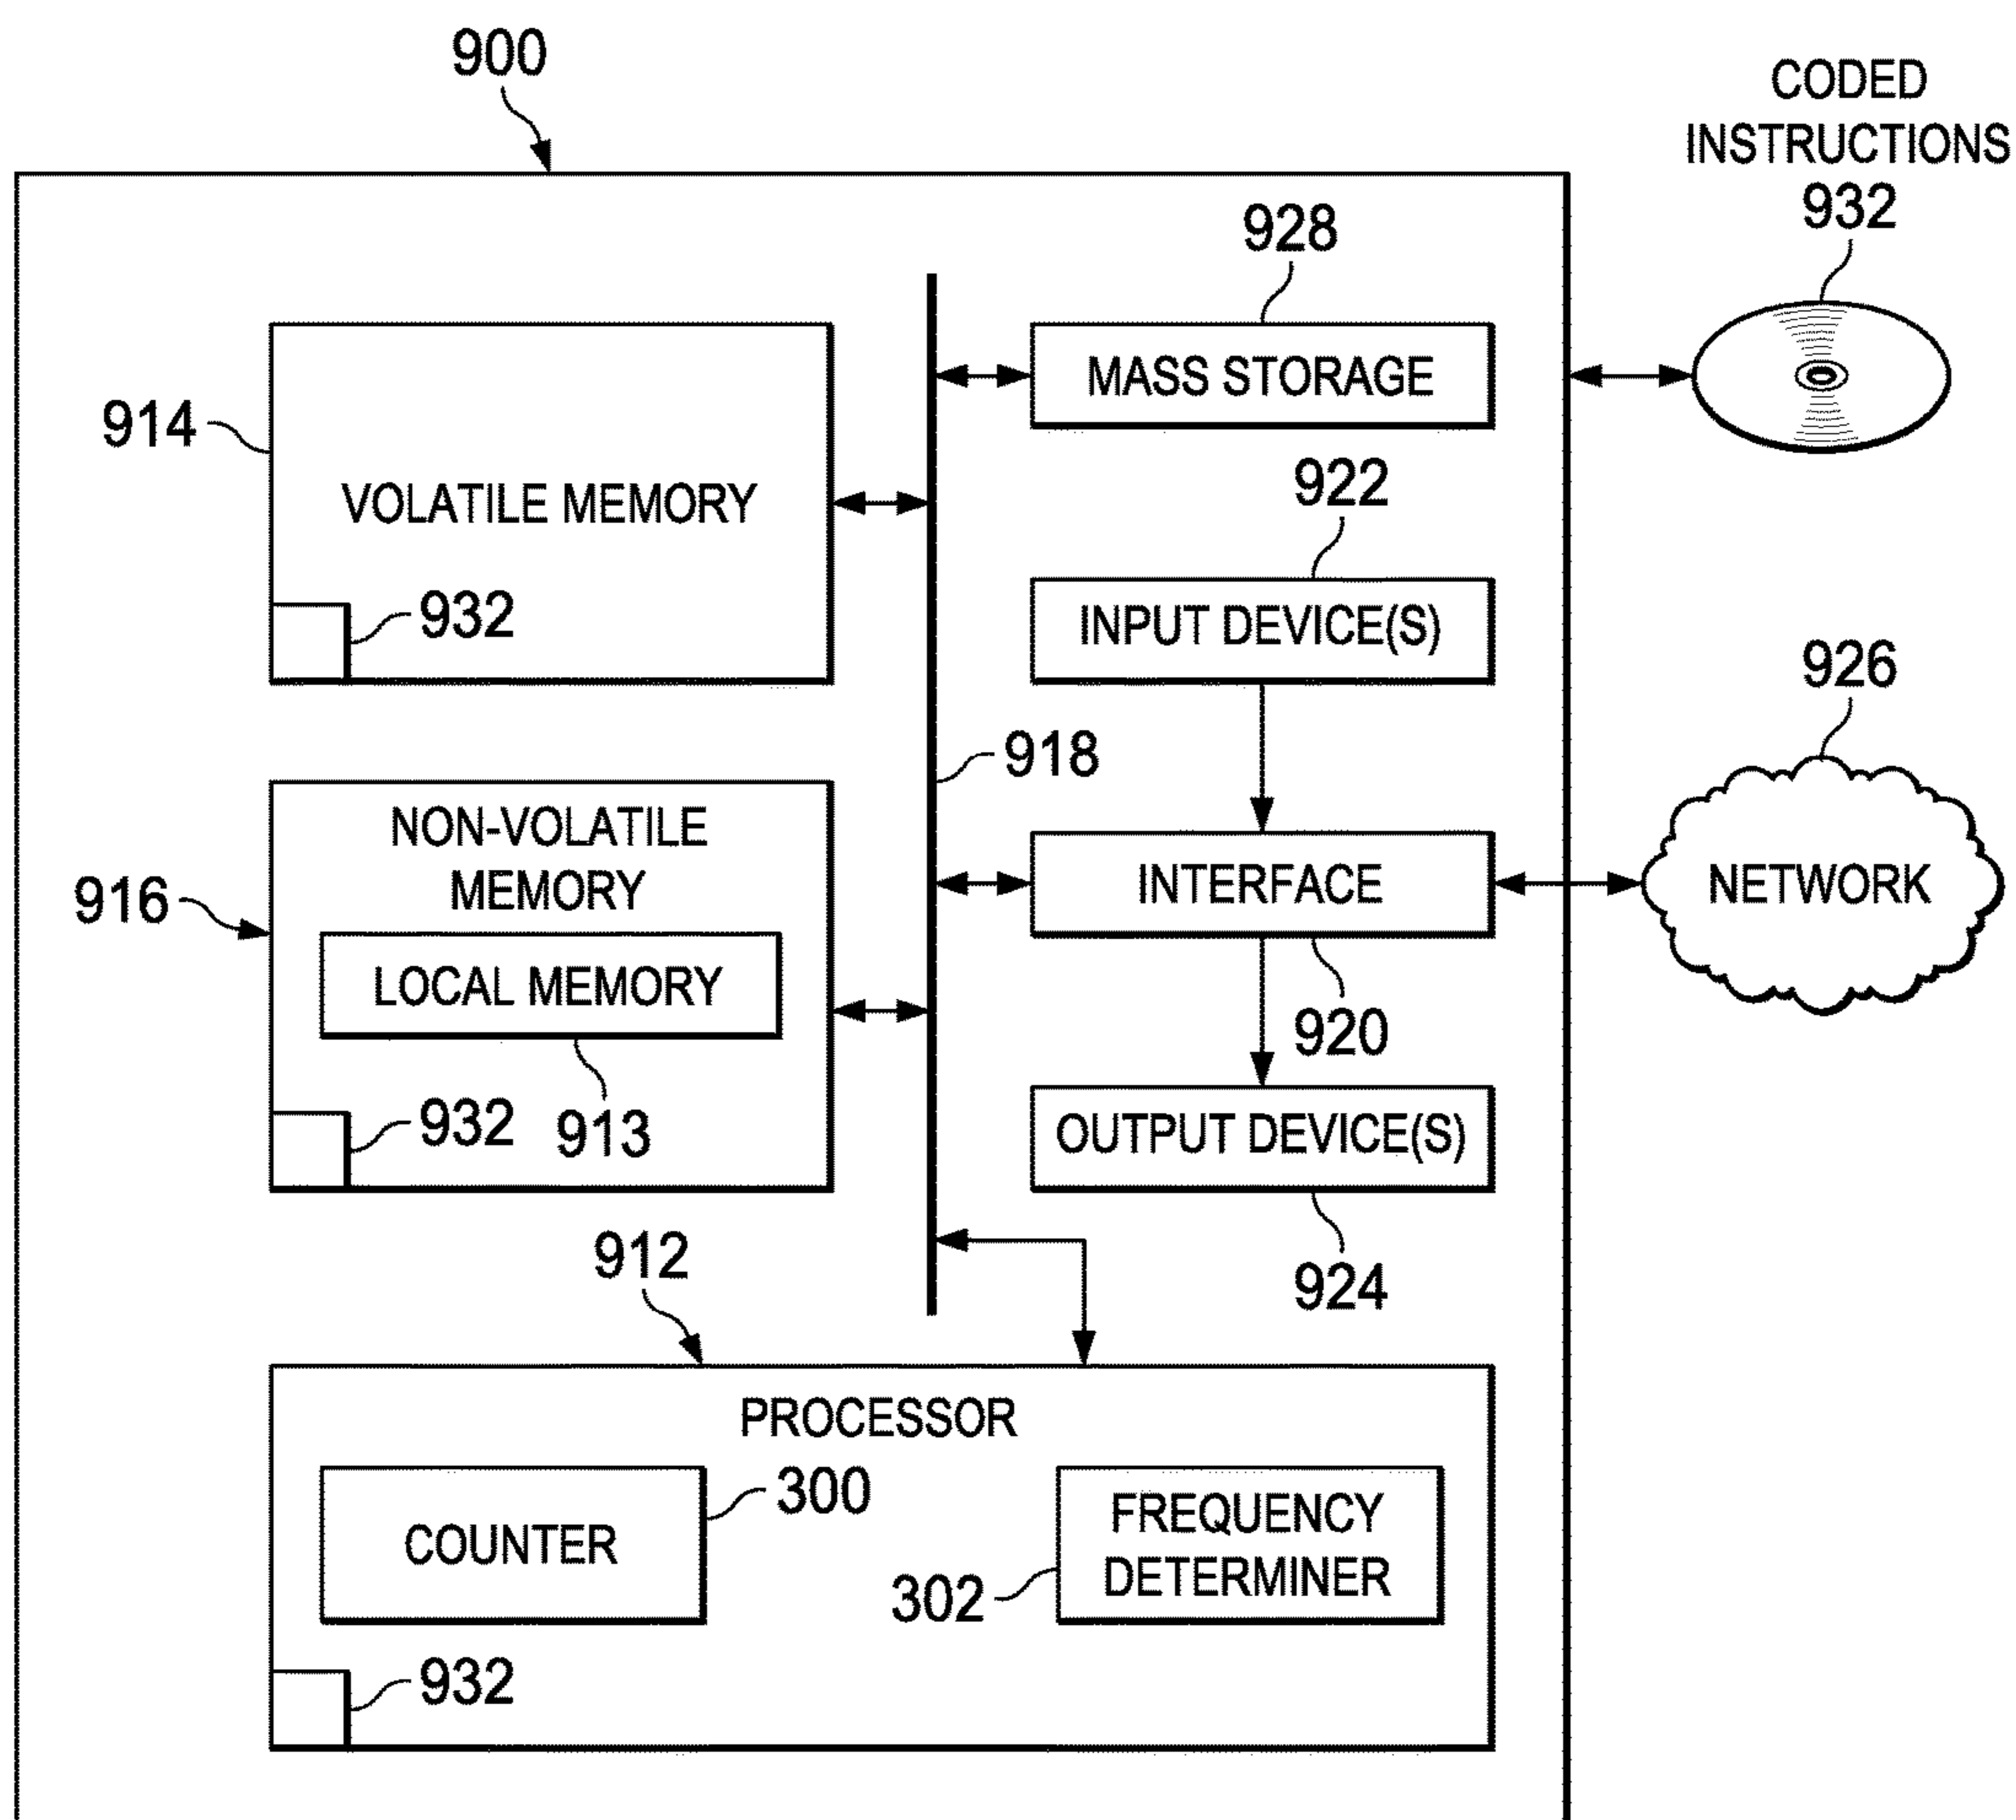 900
CODED
INSTRUCTIONS
932
928
MASS STORAGE
914
VOLATILE MEMORY
932
922
INPUT DEVICE(S)
926
918
NON-VOLATILE
MEMORY
916
LOCAL MEMORY
932
913
INTERFACE
NETWORK
920
OUTPUT DEVICE(S)
924
912
PROCESSOR
COUNTER
300
FREQUENCY
DETERMINER
302
932